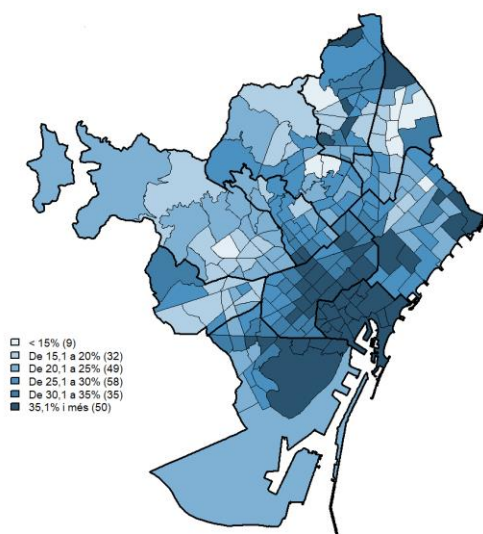 < 15% (9)
De 15,1 a 20% (32)
De 20,1 a 25% (49)
De 25,1 a 30% (58)
De 30,1 a 35% (35)
35,1% i més (50)